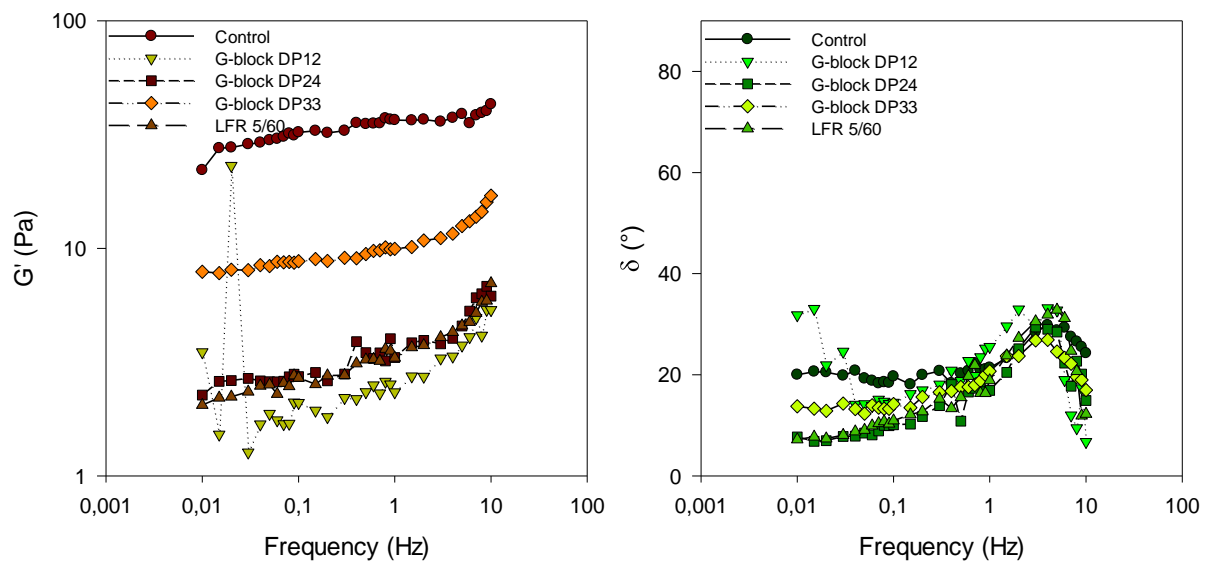 100
10
1
G' (Pa)
Control
G-block DP12
G-block DP24
G-block DP33
LFR 5/60
0,001
0,01
0,1
1
10
100
Frequency (Hz)
80
60
40
20
0
δ (°)
Control
G-block DP12
G-block DP24
G-block DP33
LFR 5/60
0,001
0,01
0,1
1
10
100
Frequency (Hz)